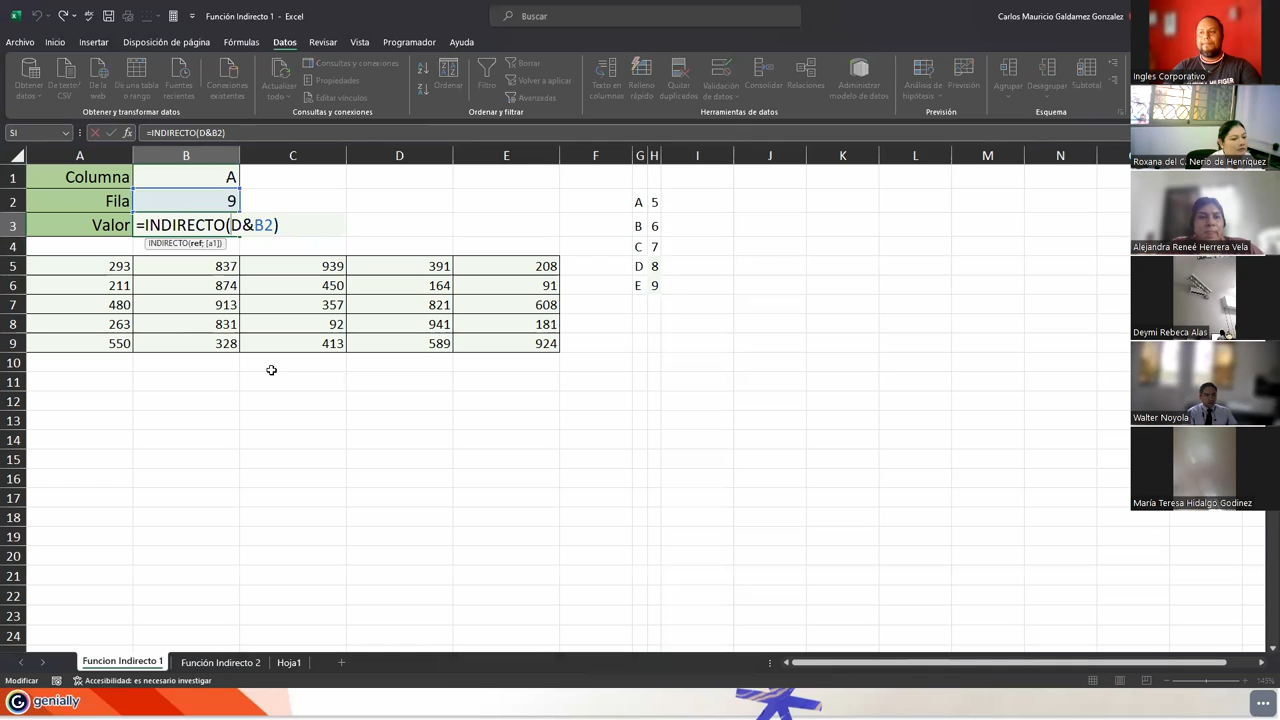 Función Indirecto 1 - Excel
Buscar
Carlos Mauricio Galdamez Gonzalez
Archivo Inicio Insertar Disposición de página Fórmulas Datos Revisar Vista Programador Ayuda
Obtener datos
De texto/CSV
De una tabla o rango
Fuentes recientes
Conexiones existentes
Actualizar todo
Consultas y conexiones
Propiedades
Editar vínculos
Ordenar
Borrar
Volver a aplicar
Avanzadas
Texto en columnas
Relleno rápido
Quitar duplicados
Validación de datos
Consolidar
Relaciones
Administrar modelo de datos
Análisis de hipótesis
Previsión
Agrupar
Desagrupar
Subtotal
Obtener y transformar datos
Consultas y conexiones
Ordenar y filtrar
Herramientas de datos
Previsión
Esquema
SI
=INDIRECTO(D&B2)
A B C D E F G H I J K L M N
1 Columna A
2 Fila 9 A 5
3 Valor =INDIRECTO(D&B2) B 6
INDIRECTO(ref; [a1])
4 C 7
5 293 837 939 391 208 D 8
6 211 874 450 164 91 E 9
7 480 913 357 821 608
8 263 831 92 941 181
9 550 328 413 589 924
10
11
12
13
14
15
16
17
18
19
20
21
22
23
24
Funcion Indirecto 1
Función Indirecto 2
Hoja1
Modificar
Accesibilidad: es necesario investigar
145%
genially
Ingles Corporativo
Roxana del C. Nerio de Henríquez
Alejandra Reneé Herrera Vela
Deymi Rebeca Alas
Walter Noyola
María Teresa Hidalgo Godinez